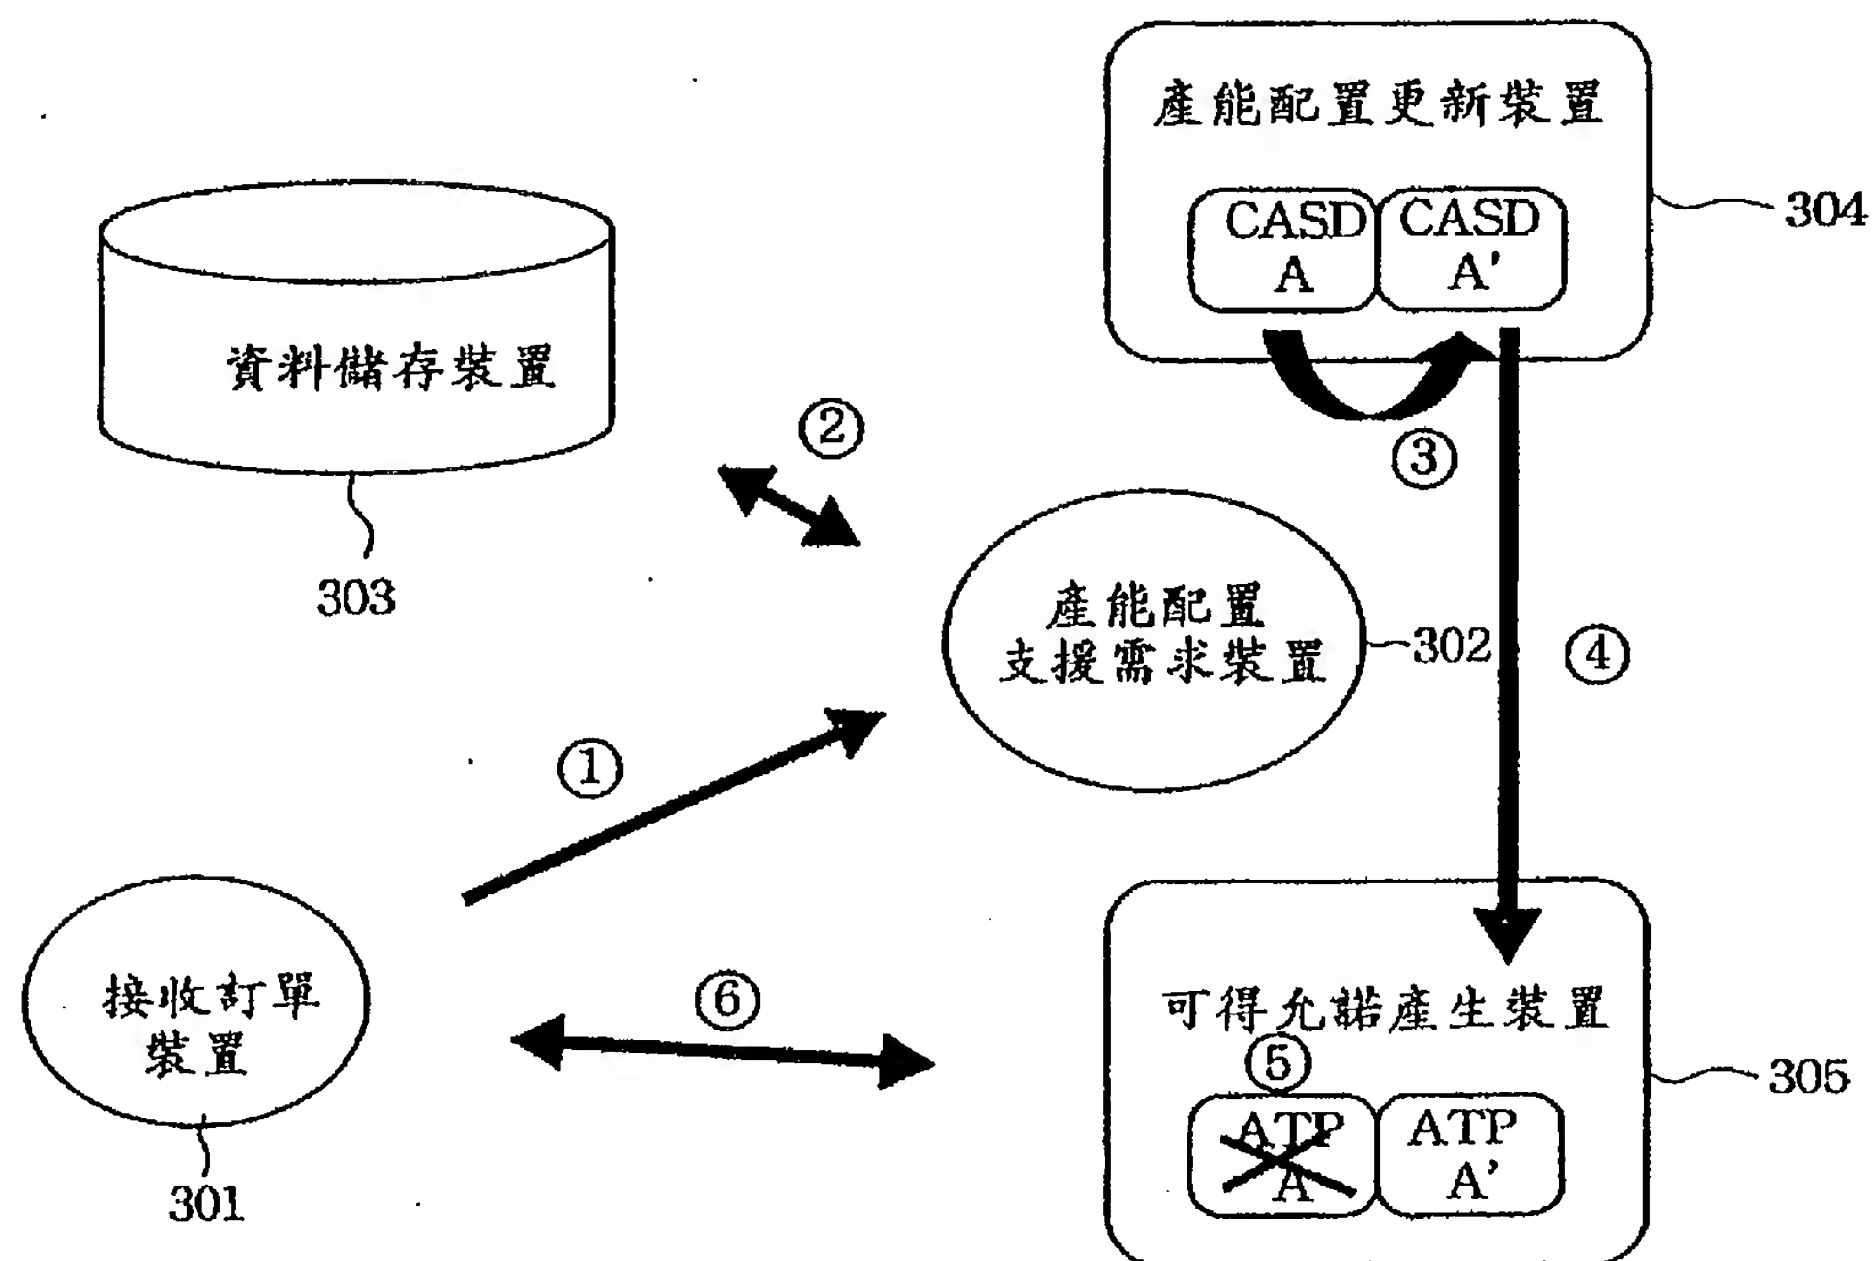 產能配置更新裝置
CASD
A
CASD
A'
304
資料儲存裝置
303
②
③
產能配置
支援需求裝置
302
④
①
接收訂單
裝置
301
⑥
可得允諾產生裝置
⑤
ATP
A
ATP
A'
305